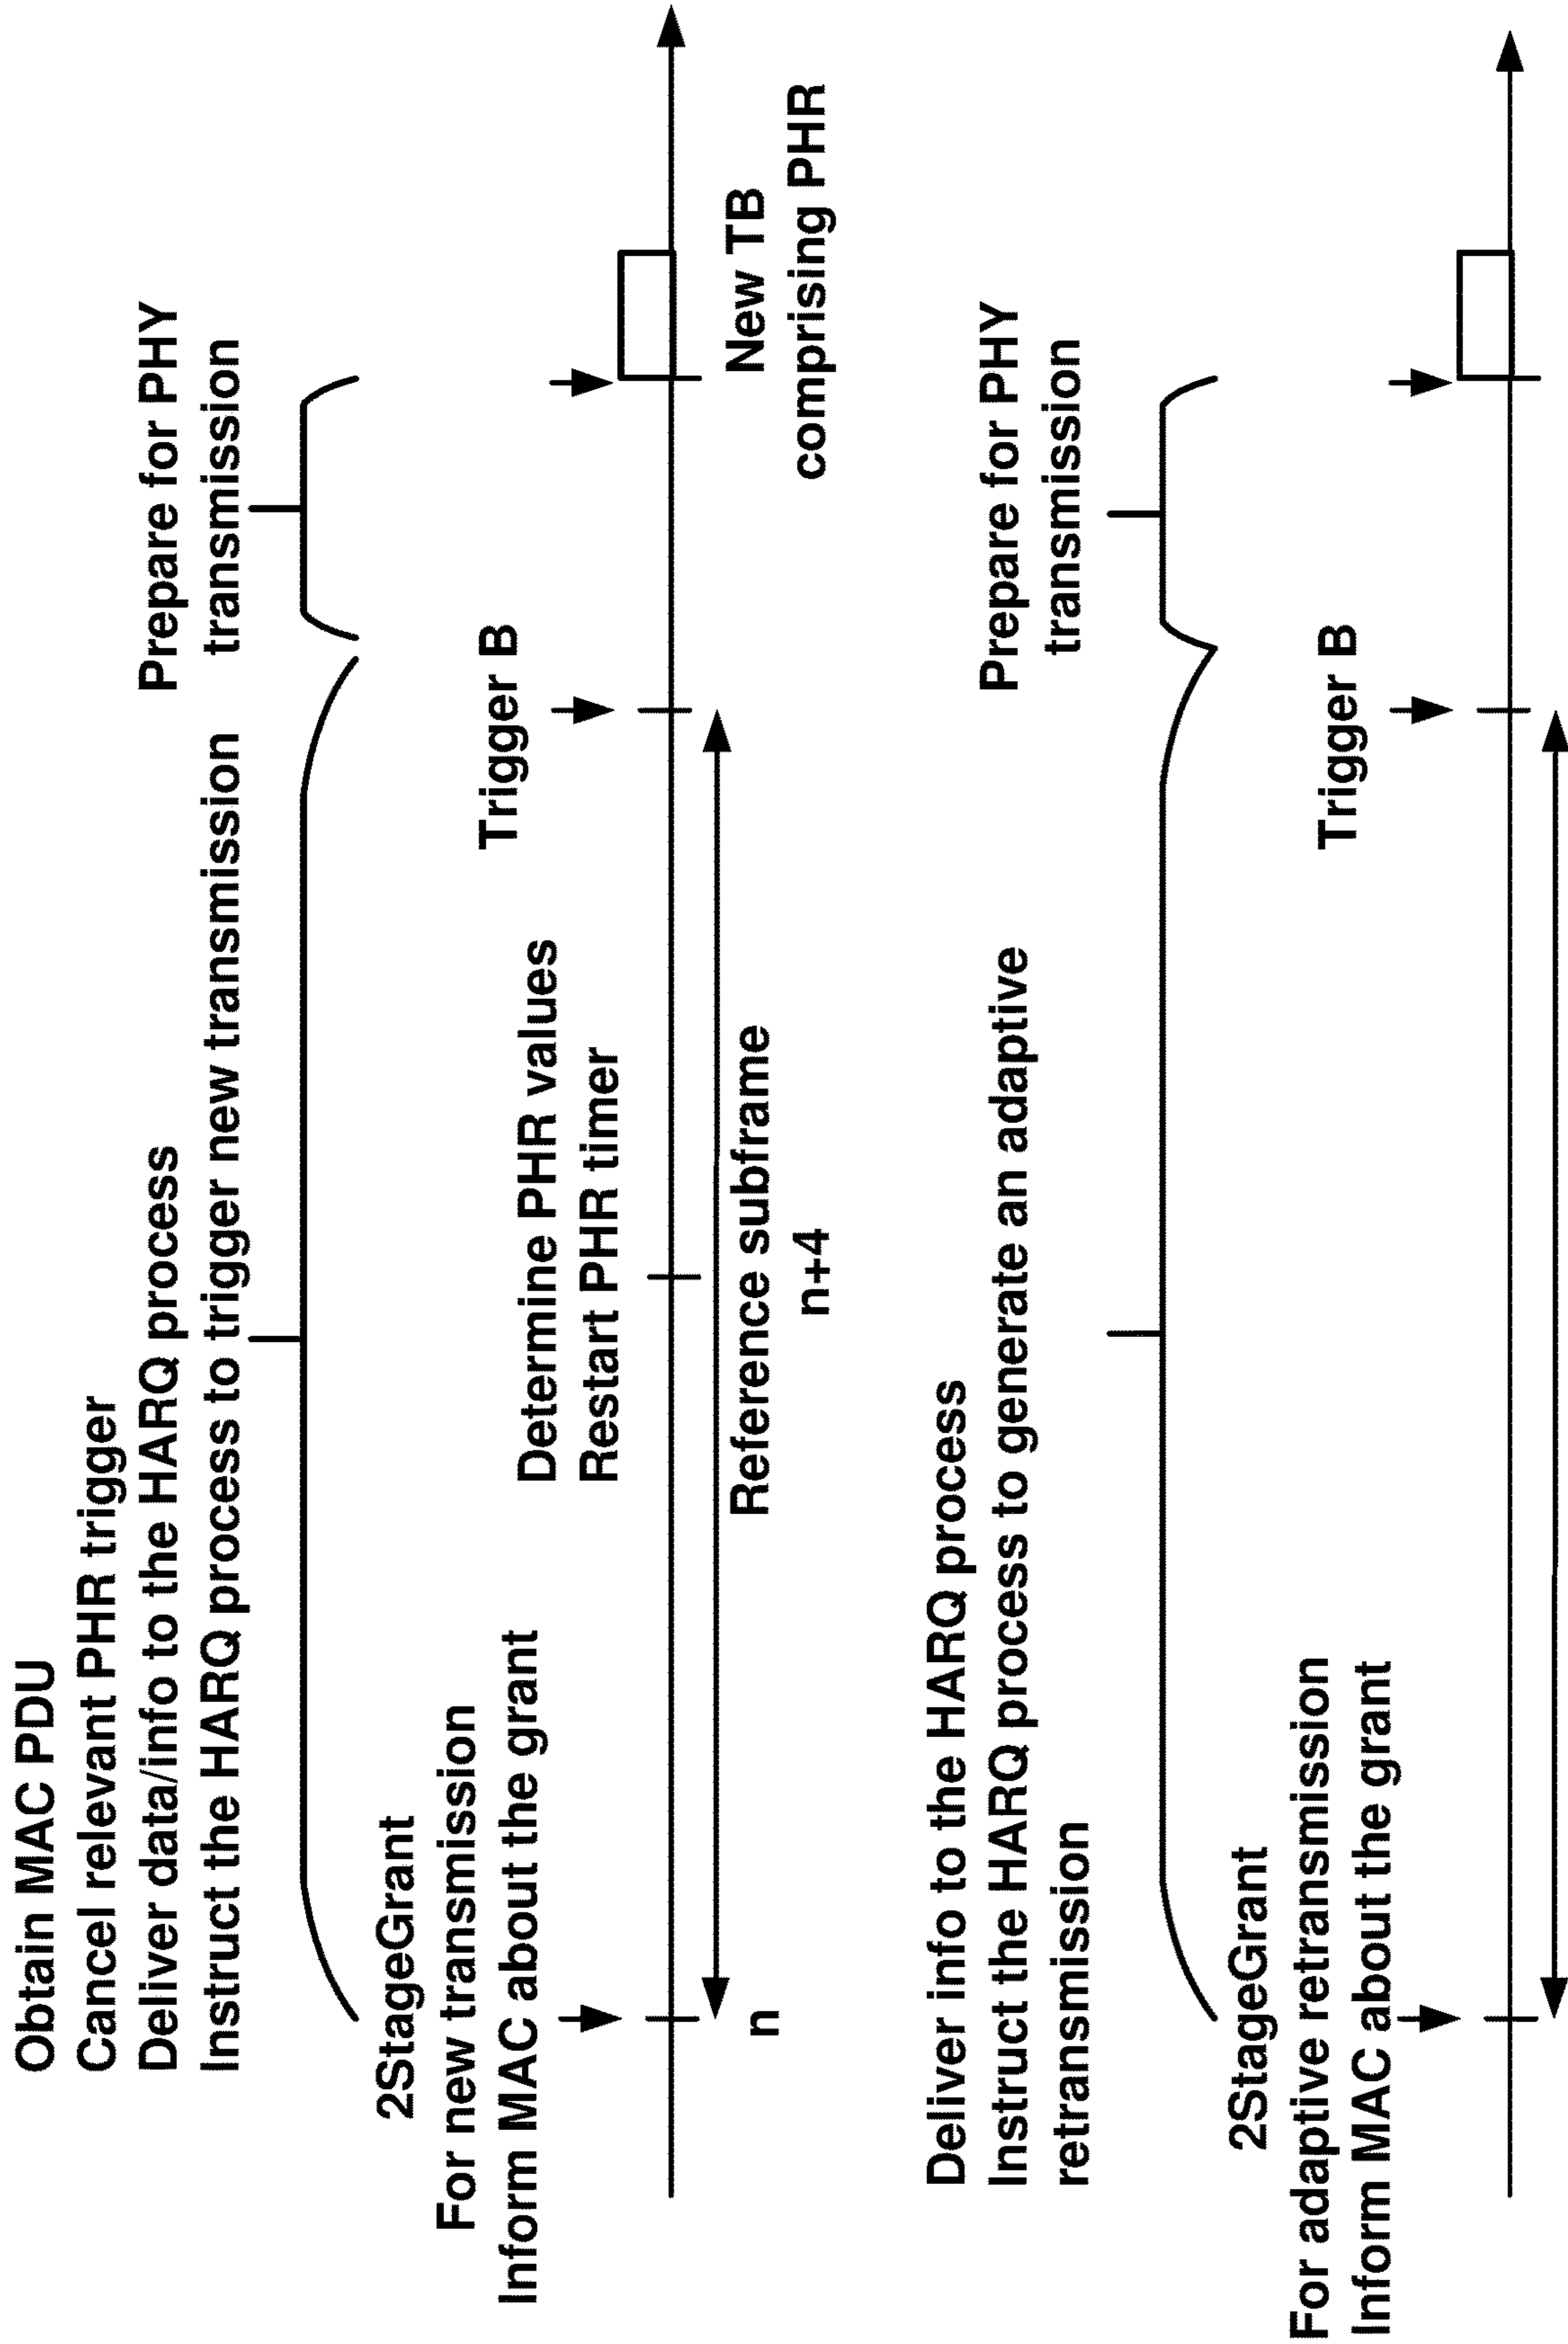 Obtain MAC PDU
Cancel relevant PHR trigger
Deliver data/info to the HARQ process
Instruct the HARQ process to trigger new transmission
Prepare for PHY
transmission
2StageGrant
For new transmission
Inform MAC about the grant
Determine PHR values
Restart PHR timer
Trigger B
n
Reference subframe
n+4
New TB
comprising PHR
Deliver info to the HARQ process
Instruct the HARQ process to generate an adaptive
retransmission
Prepare for PHY
transmission
2StageGrant
For adaptive retransmission
Inform MAC about the grant
Trigger B